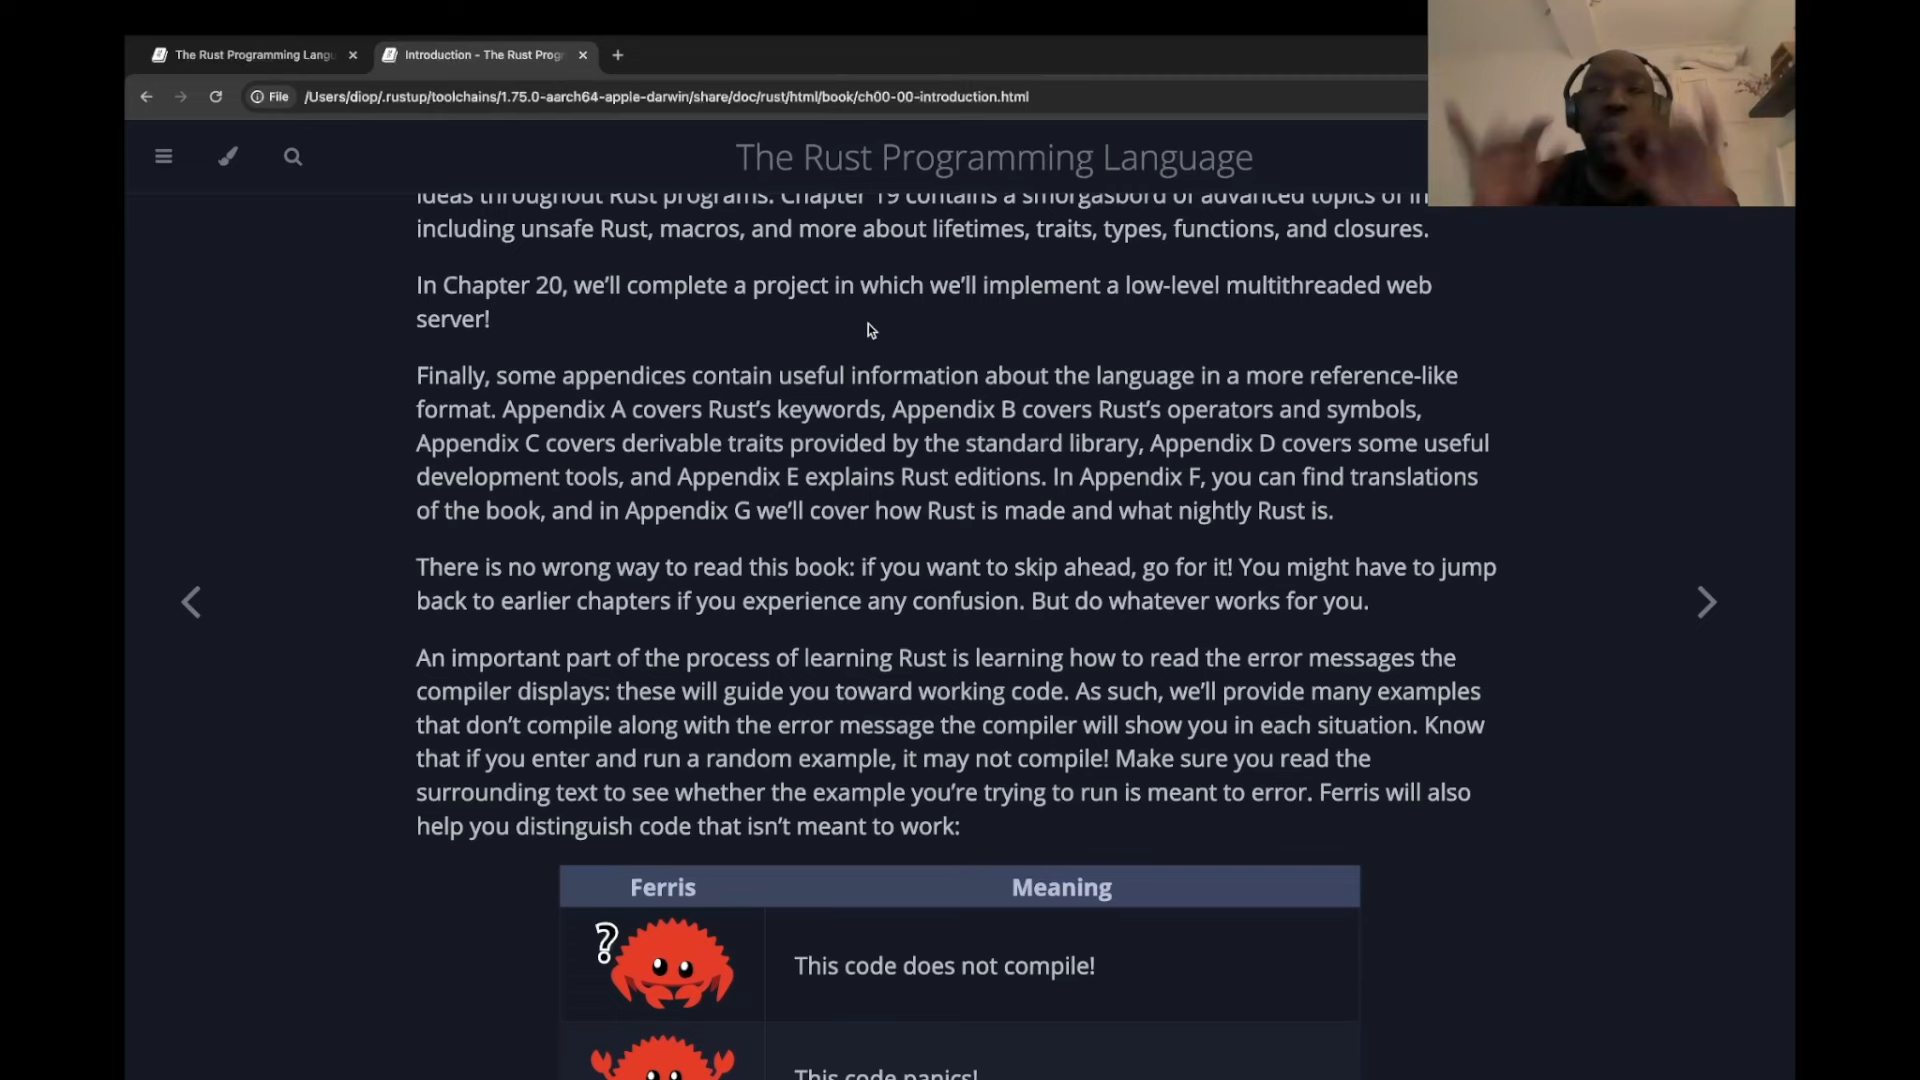 The Rust Programming Langu
Introduction - The Rust Prog
File
/Users/diop/.rustup/toolchains/1.75.0-aarch64-apple-darwin/share/doc/rust/html/book/ch00-00-introduction.html
The Rust Programming Language
ideas throughout Rust programs. Chapter 19 contains a smorgasbord of advanced topics of in
including unsafe Rust, macros, and more about lifetimes, traits, types, functions, and closures.
In Chapter 20, we’ll complete a project in which we’ll implement a low-level multithreaded web
server!
Finally, some appendices contain useful information about the language in a more reference-like
format. Appendix A covers Rust’s keywords, Appendix B covers Rust’s operators and symbols,
Appendix C covers derivable traits provided by the standard library, Appendix D covers some useful
development tools, and Appendix E explains Rust editions. In Appendix F, you can find translations
of the book, and in Appendix G we’ll cover how Rust is made and what nightly Rust is.
There is no wrong way to read this book: if you want to skip ahead, go for it! You might have to jump
back to earlier chapters if you experience any confusion. But do whatever works for you.
An important part of the process of learning Rust is learning how to read the error messages the
compiler displays: these will guide you toward working code. As such, we’ll provide many examples
that don’t compile along with the error message the compiler will show you in each situation. Know
that if you enter and run a random example, it may not compile! Make sure you read the
surrounding text to see whether the example you’re trying to run is meant to error. Ferris will also
help you distinguish code that isn’t meant to work:
Ferris
Meaning
?
This code does not compile!
This code panics!